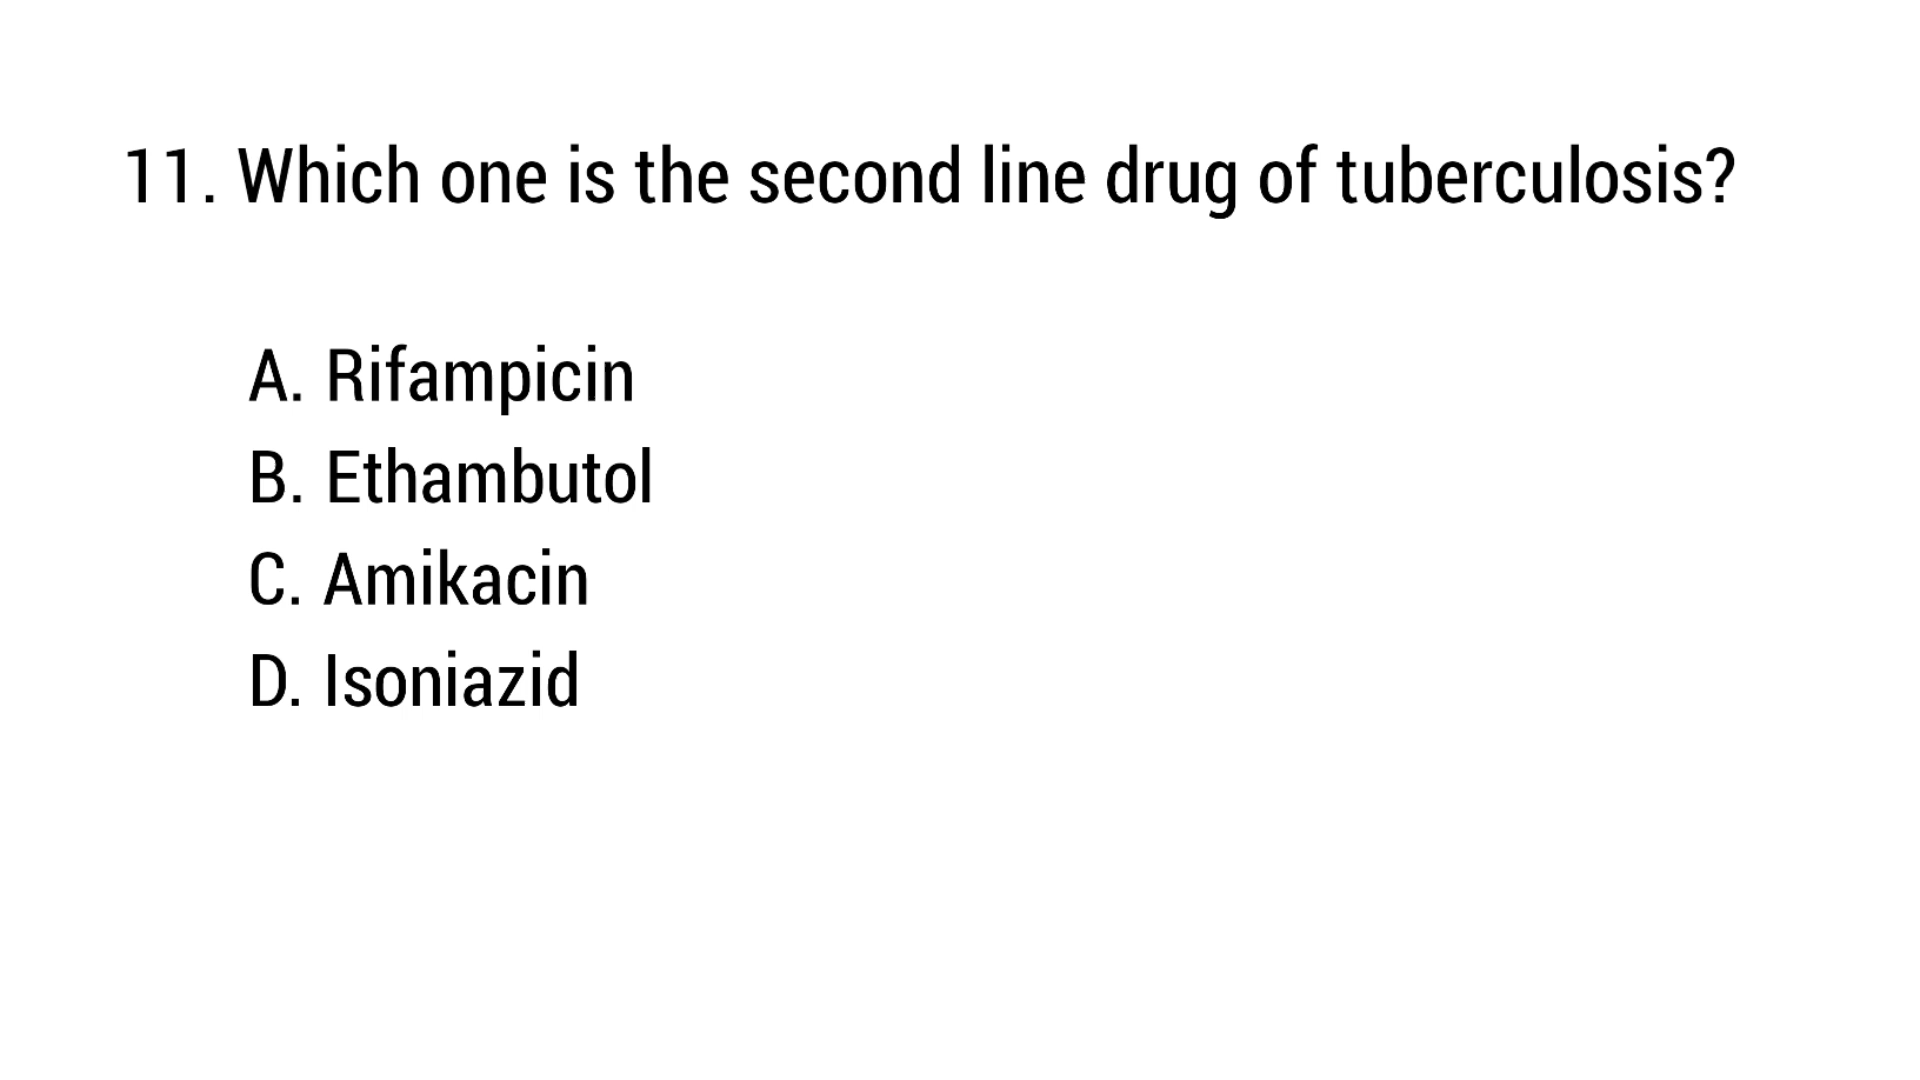 11. Which one is the second line drug of tuberculosis?
A. Rifampicin
B. Ethambutol
C. Amikacin
D. Isoniazid